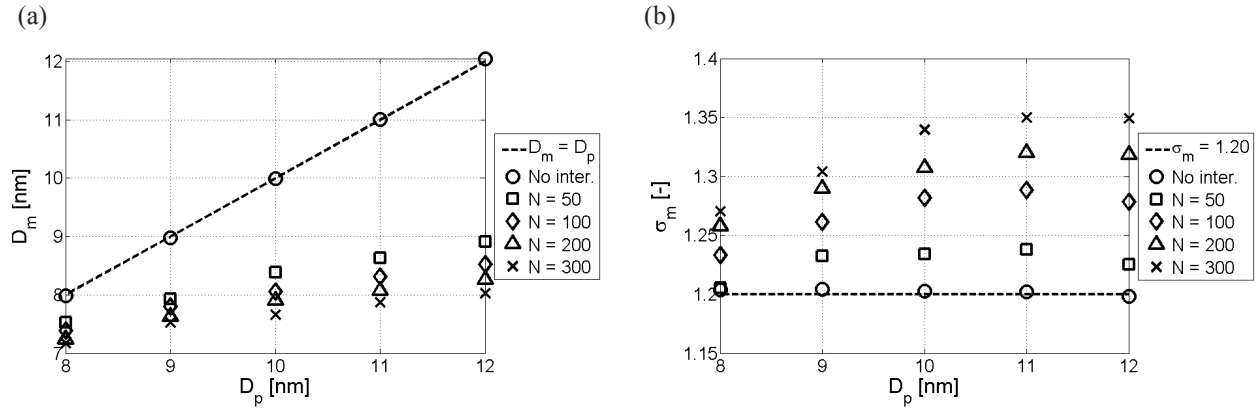 (a)
12
11
10
9
8
7
8 9 10 11 12
D_m [nm]
D_p [nm]
D_m = D_p
No inter.
N = 50
N = 100
N = 200
N = 300
(b)
1.4
1.35
1.3
1.25
1.2
1.15
8 9 10 11 12
σ_m [-]
D_p [nm]
σ_m = 1.20
No inter.
N = 50
N = 100
N = 200
N = 300